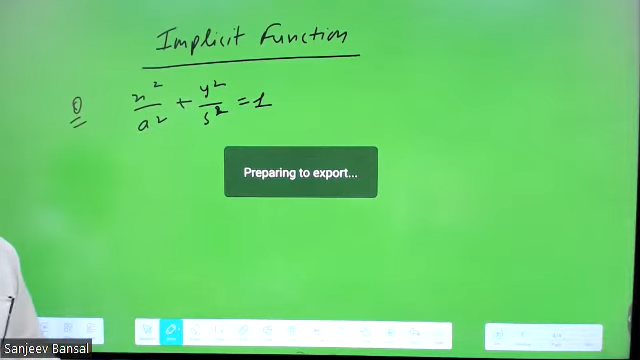 Implicit Function
Q x²/a² + y²/b² = 1
Preparing to export...
Sanjeev Bansal